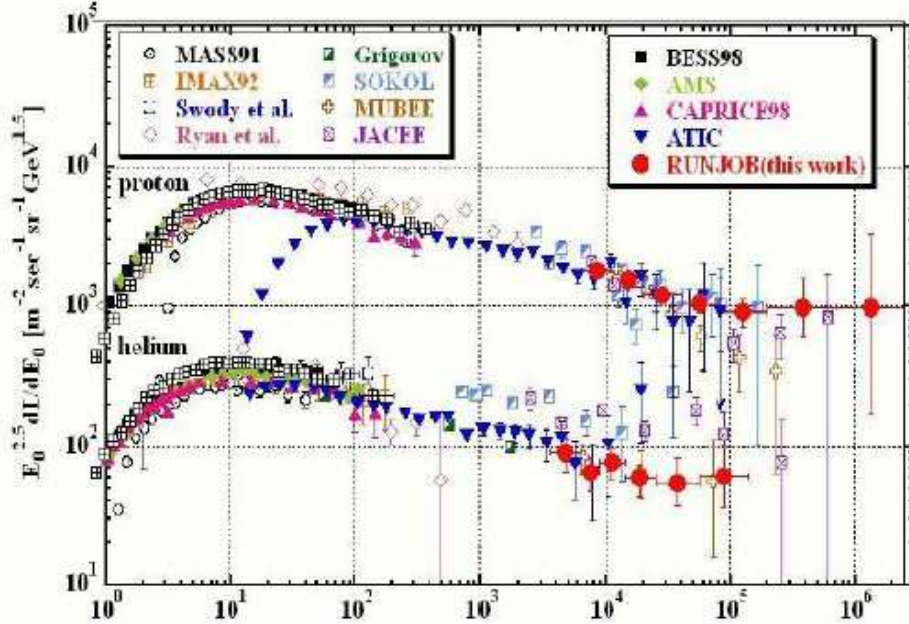 10^5
10^4
10^3
10^2
10^1
E_0^2.5 dI/dE_0 [m^-2 sec^-1 sr^-1 GeV^1.5]
MASS91
IMAX92
Swody et al.
Ryan et al.
Grigorov
SOKOL
MUBEE
JACEE
BESS98
AMS
CAPRICE98
ATIC
RUNJOB(this work)
proton
helium
10^0 10^1 10^2 10^3 10^4 10^5 10^6